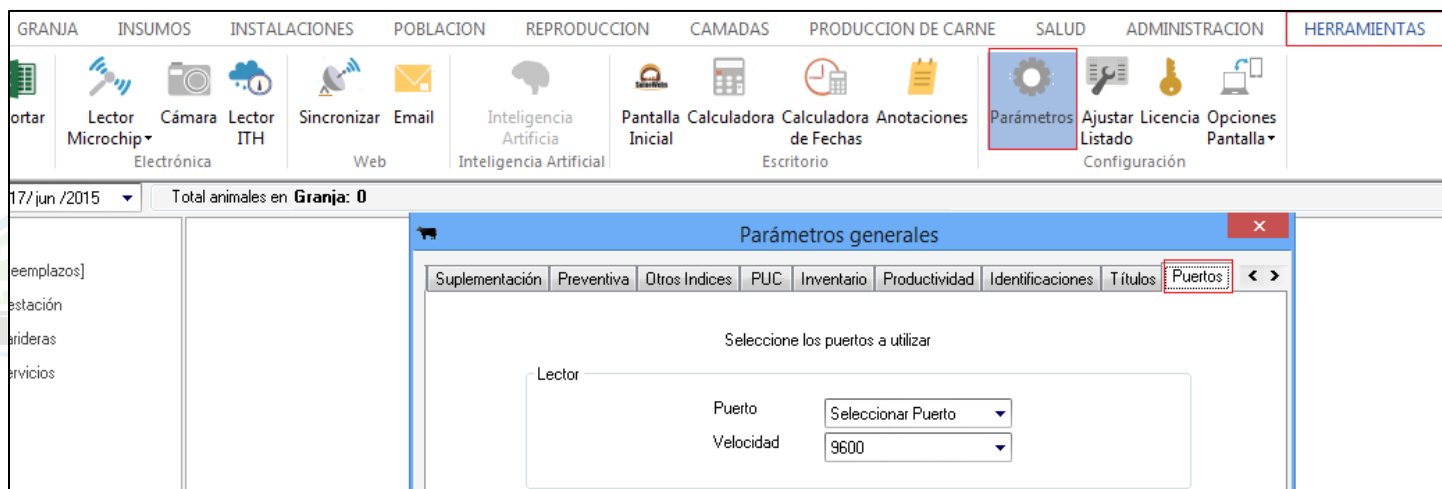 GRANJA INSUMOS INSTALACIONES POBLACION REPRODUCCION CAMADAS PRODUCCION DE CARNE SALUD ADMINISTRACION HERRAMIENTAS
ortar Lector Cámara Lector Sincronizar Email Inteligencia Pantalla Calculadora Calculadora Anotaciones Parámetros Ajustar Licencia Opciones
Microchip ITH Artificia Inicial de Fechas Listado Pantalla
Electrónica Web Inteligencia Artificial Escritorio Configuración
17/jun /2015 Total animales en Granja: 0
Parámetros generales
eemplazos]
Suplementación Preventiva Otros Indices PUC Inventario Productividad Identificaciones Títulos Puertos
estación
arideras
Seleccione los puertos a utilizar
ervicios
Lector
Puerto Seleccionar Puerto
Velocidad 9600